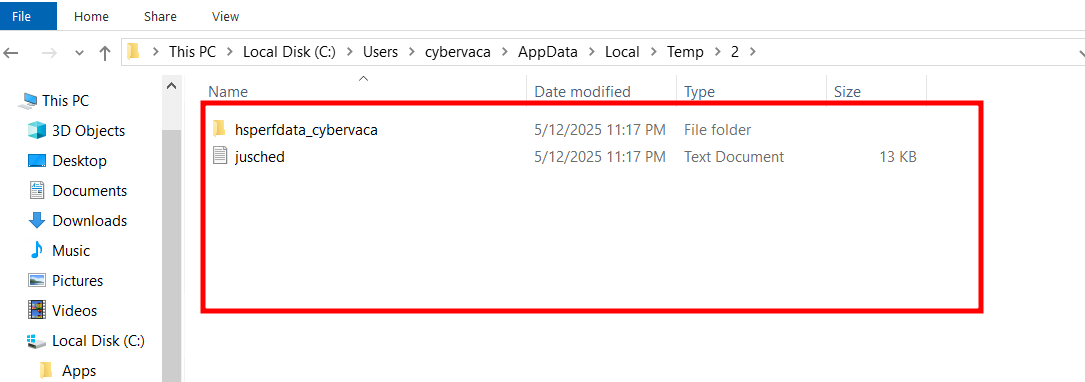 File Home Share View
This PC > Local Disk (C:) > Users > cybervaca > AppData > Local > Temp > 2 >
Name Date modified Type Size
This PC
3D Objects
Desktop
Documents
Downloads
Music
Pictures
Videos
Local Disk (C:)
Apps
hsperfdata_cybervaca 5/12/2025 11:17 PM File folder
jusched 5/12/2025 11:17 PM Text Document 13 KB